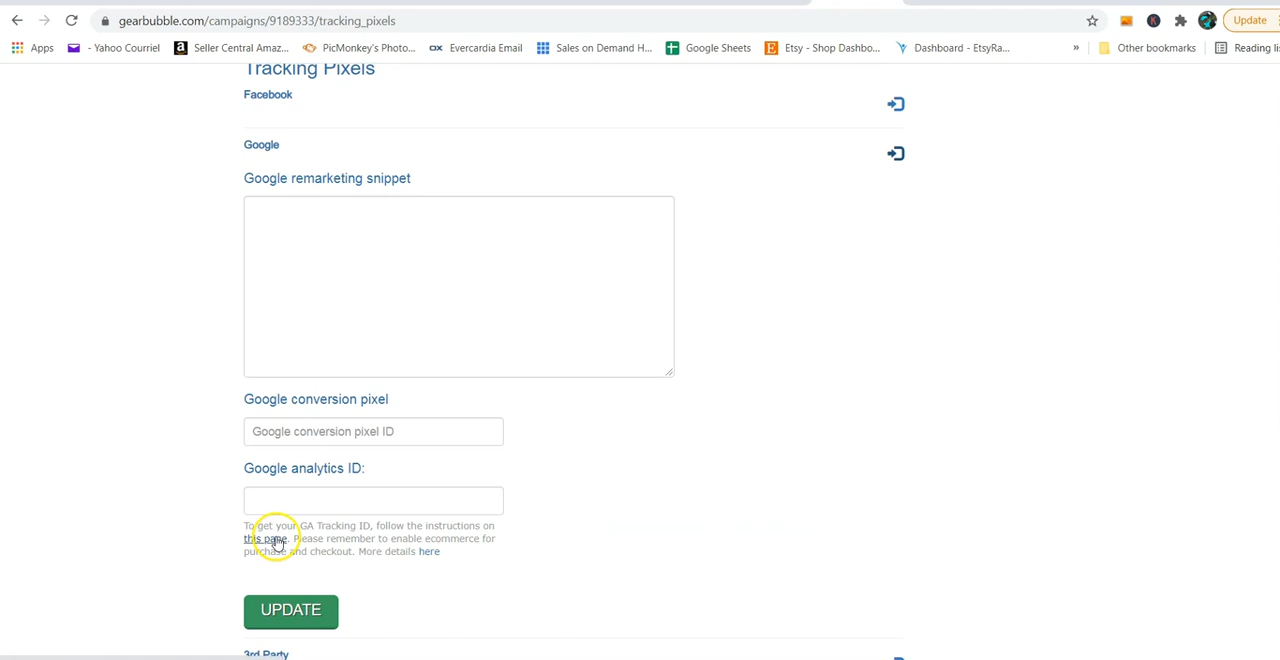 gearbubble.com/campaigns/9189333/tracking_pixels
Update
Apps
- Yahoo Courriel
Seller Central Amaz...
PicMonkey's Photo...
Evercardia Email
Sales on Demand H...
Google Sheets
Etsy - Shop Dashbo...
Dashboard - EtsyRa...
»
Other bookmarks
Reading li
Tracking Pixels
Facebook
Google
Google remarketing snippet
Google conversion pixel
Google conversion pixel ID
Google analytics ID:
To get your GA Tracking ID, follow the instructions on
this page. Please remember to enable ecommerce for
purchase and checkout. More details here
UPDATE
3rd Party